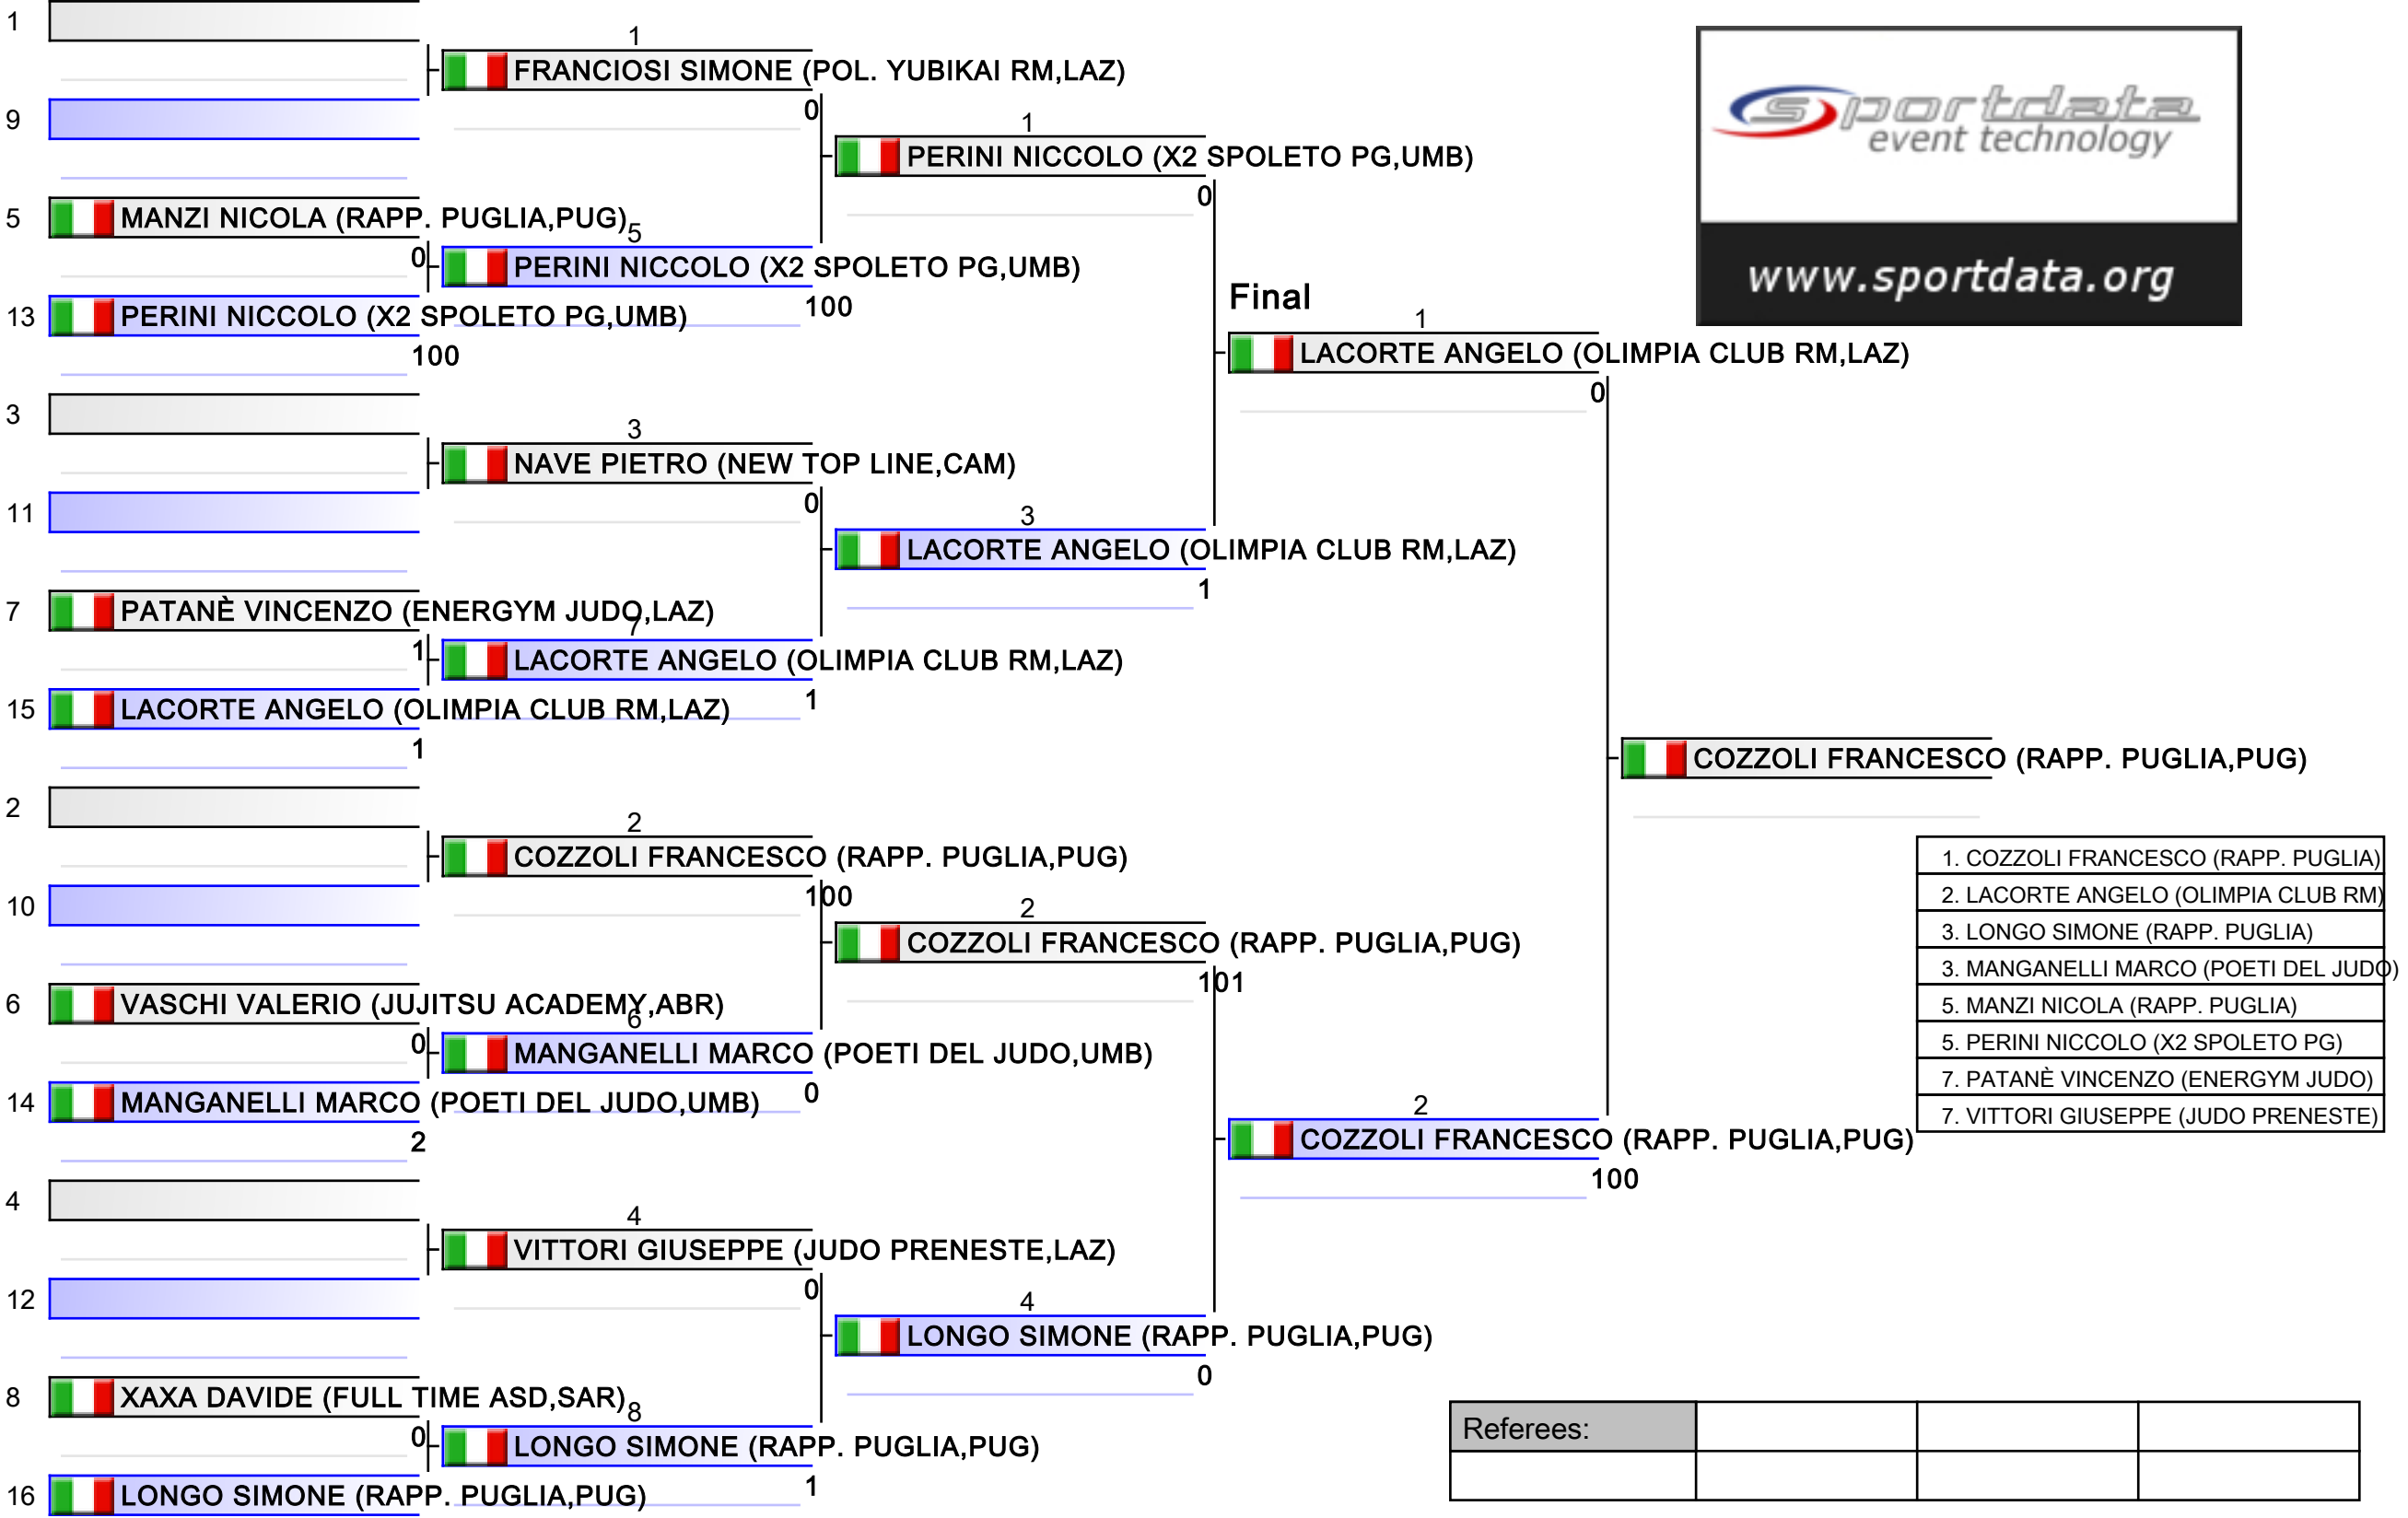 1
9
5 MANZI NICOLA (RAPP. PUGLIA,PUG)
0
13 PERINI NICCOLO (X2 SPOLETO PG,UMB)
100
3
11
7 PATANÈ VINCENZO (ENERGYM JUDO,LAZ)
1
15 LACORTE ANGELO (OLIMPIA CLUB RM,LAZ)
1
2
10
6 VASCHI VALERIO (JUJITSU ACADEMY,ABR)
0
14 MANGANELLI MARCO (POETI DEL JUDO,UMB)
2
4
12
8 XAXA DAVIDE (FULL TIME ASD,SAR)
0
16 LONGO SIMONE (RAPP. PUGLIA,PUG)
1
FRANCIOSI SIMONE (POL. YUBIKAI RM,LAZ)
0
5
PERINI NICCOLO (X2 SPOLETO PG,UMB)
100
3
NAVE PIETRO (NEW TOP LINE,CAM)
0
7
LACORTE ANGELO (OLIMPIA CLUB RM,LAZ)
1
2
COZZOLI FRANCESCO (RAPP. PUGLIA,PUG)
100
6
MANGANELLI MARCO (POETI DEL JUDO,UMB)
0
4
VITTORI GIUSEPPE (JUDO PRENESTE,LAZ)
0
8
LONGO SIMONE (RAPP. PUGLIA,PUG)
1
1
PERINI NICCOLO (X2 SPOLETO PG,UMB)
0
3
LACORTE ANGELO (OLIMPIA CLUB RM,LAZ)
1
2
COZZOLI FRANCESCO (RAPP. PUGLIA,PUG)
101
4
LONGO SIMONE (RAPP. PUGLIA,PUG)
0
Final
1
LACORTE ANGELO (OLIMPIA CLUB RM,LAZ)
0
2
COZZOLI FRANCESCO (RAPP. PUGLIA,PUG)
100
COZZOLI FRANCESCO (RAPP. PUGLIA,PUG)
sportdata
event technology
www.sportdata.org
1. COZZOLI FRANCESCO (RAPP. PUGLIA)
2. LACORTE ANGELO (OLIMPIA CLUB RM)
3. LONGO SIMONE (RAPP. PUGLIA)
3. MANGANELLI MARCO (POETI DEL JUDO)
5. MANZI NICOLA (RAPP. PUGLIA)
5. PERINI NICCOLO (X2 SPOLETO PG)
7. PATANÈ VINCENZO (ENERGYM JUDO)
7. VITTORI GIUSEPPE (JUDO PRENESTE)
Referees: